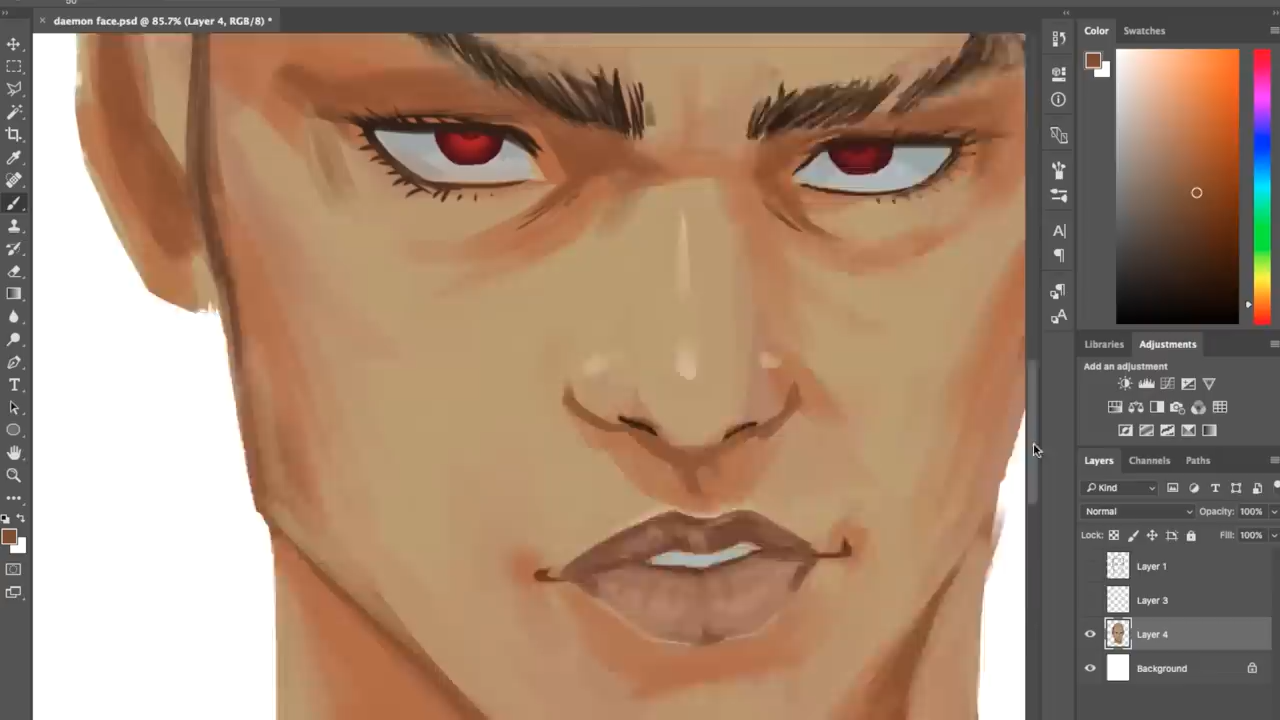 daemon face.psd @ 85.7% (Layer 4, RGB/8) *
Color Swatches
Libraries Adjustments
Add an adjustment
Layers Channels Paths
Kind
Normal Opacity: 100%
Lock: Fill: 100%
Layer 1
Layer 3
Layer 4
Background